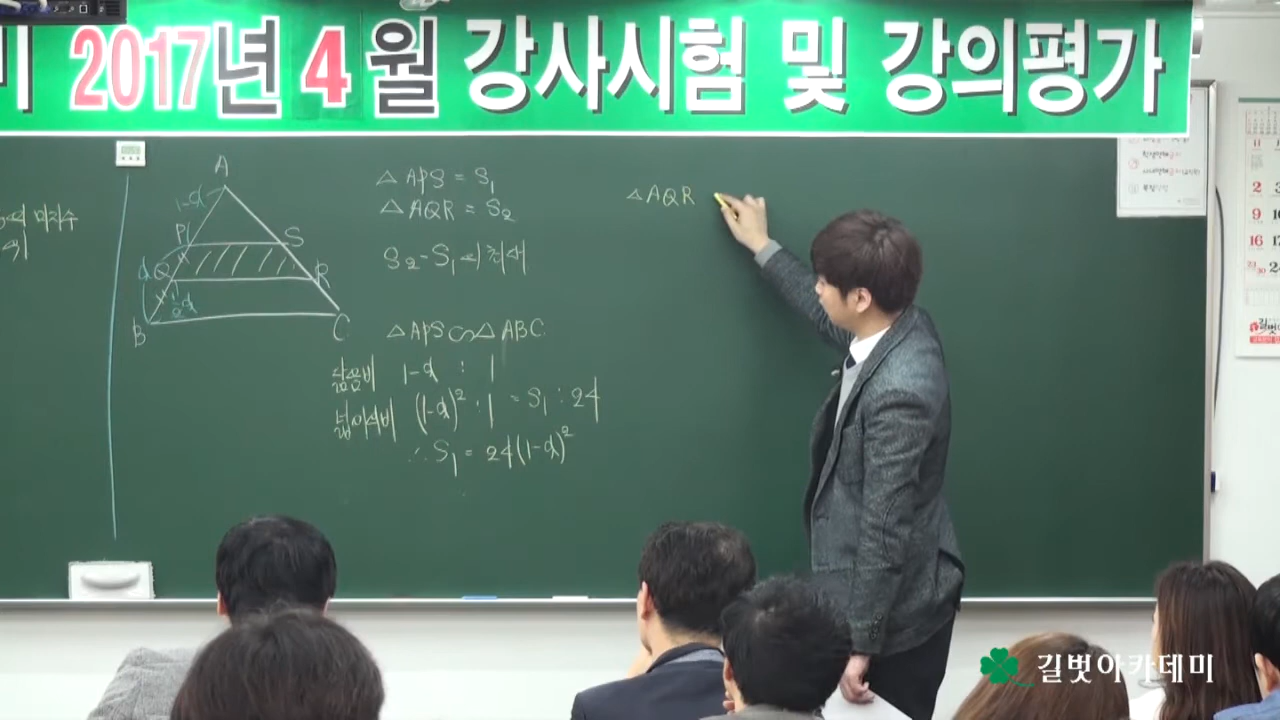 2017년 4월 강사시험 및 강의평가
A
1-α
P
S
α
Q
R
½α
B
C
△APS = S₁
△AQR = S₂
S₂-S₁의 최대
△APS∽△ABC
닮음비 1-α : 1
넓이의비 (1-α)² : 1 = S₁ : 24
∴ S₁ = 24(1-α)²
△AQR
길벗아카데미